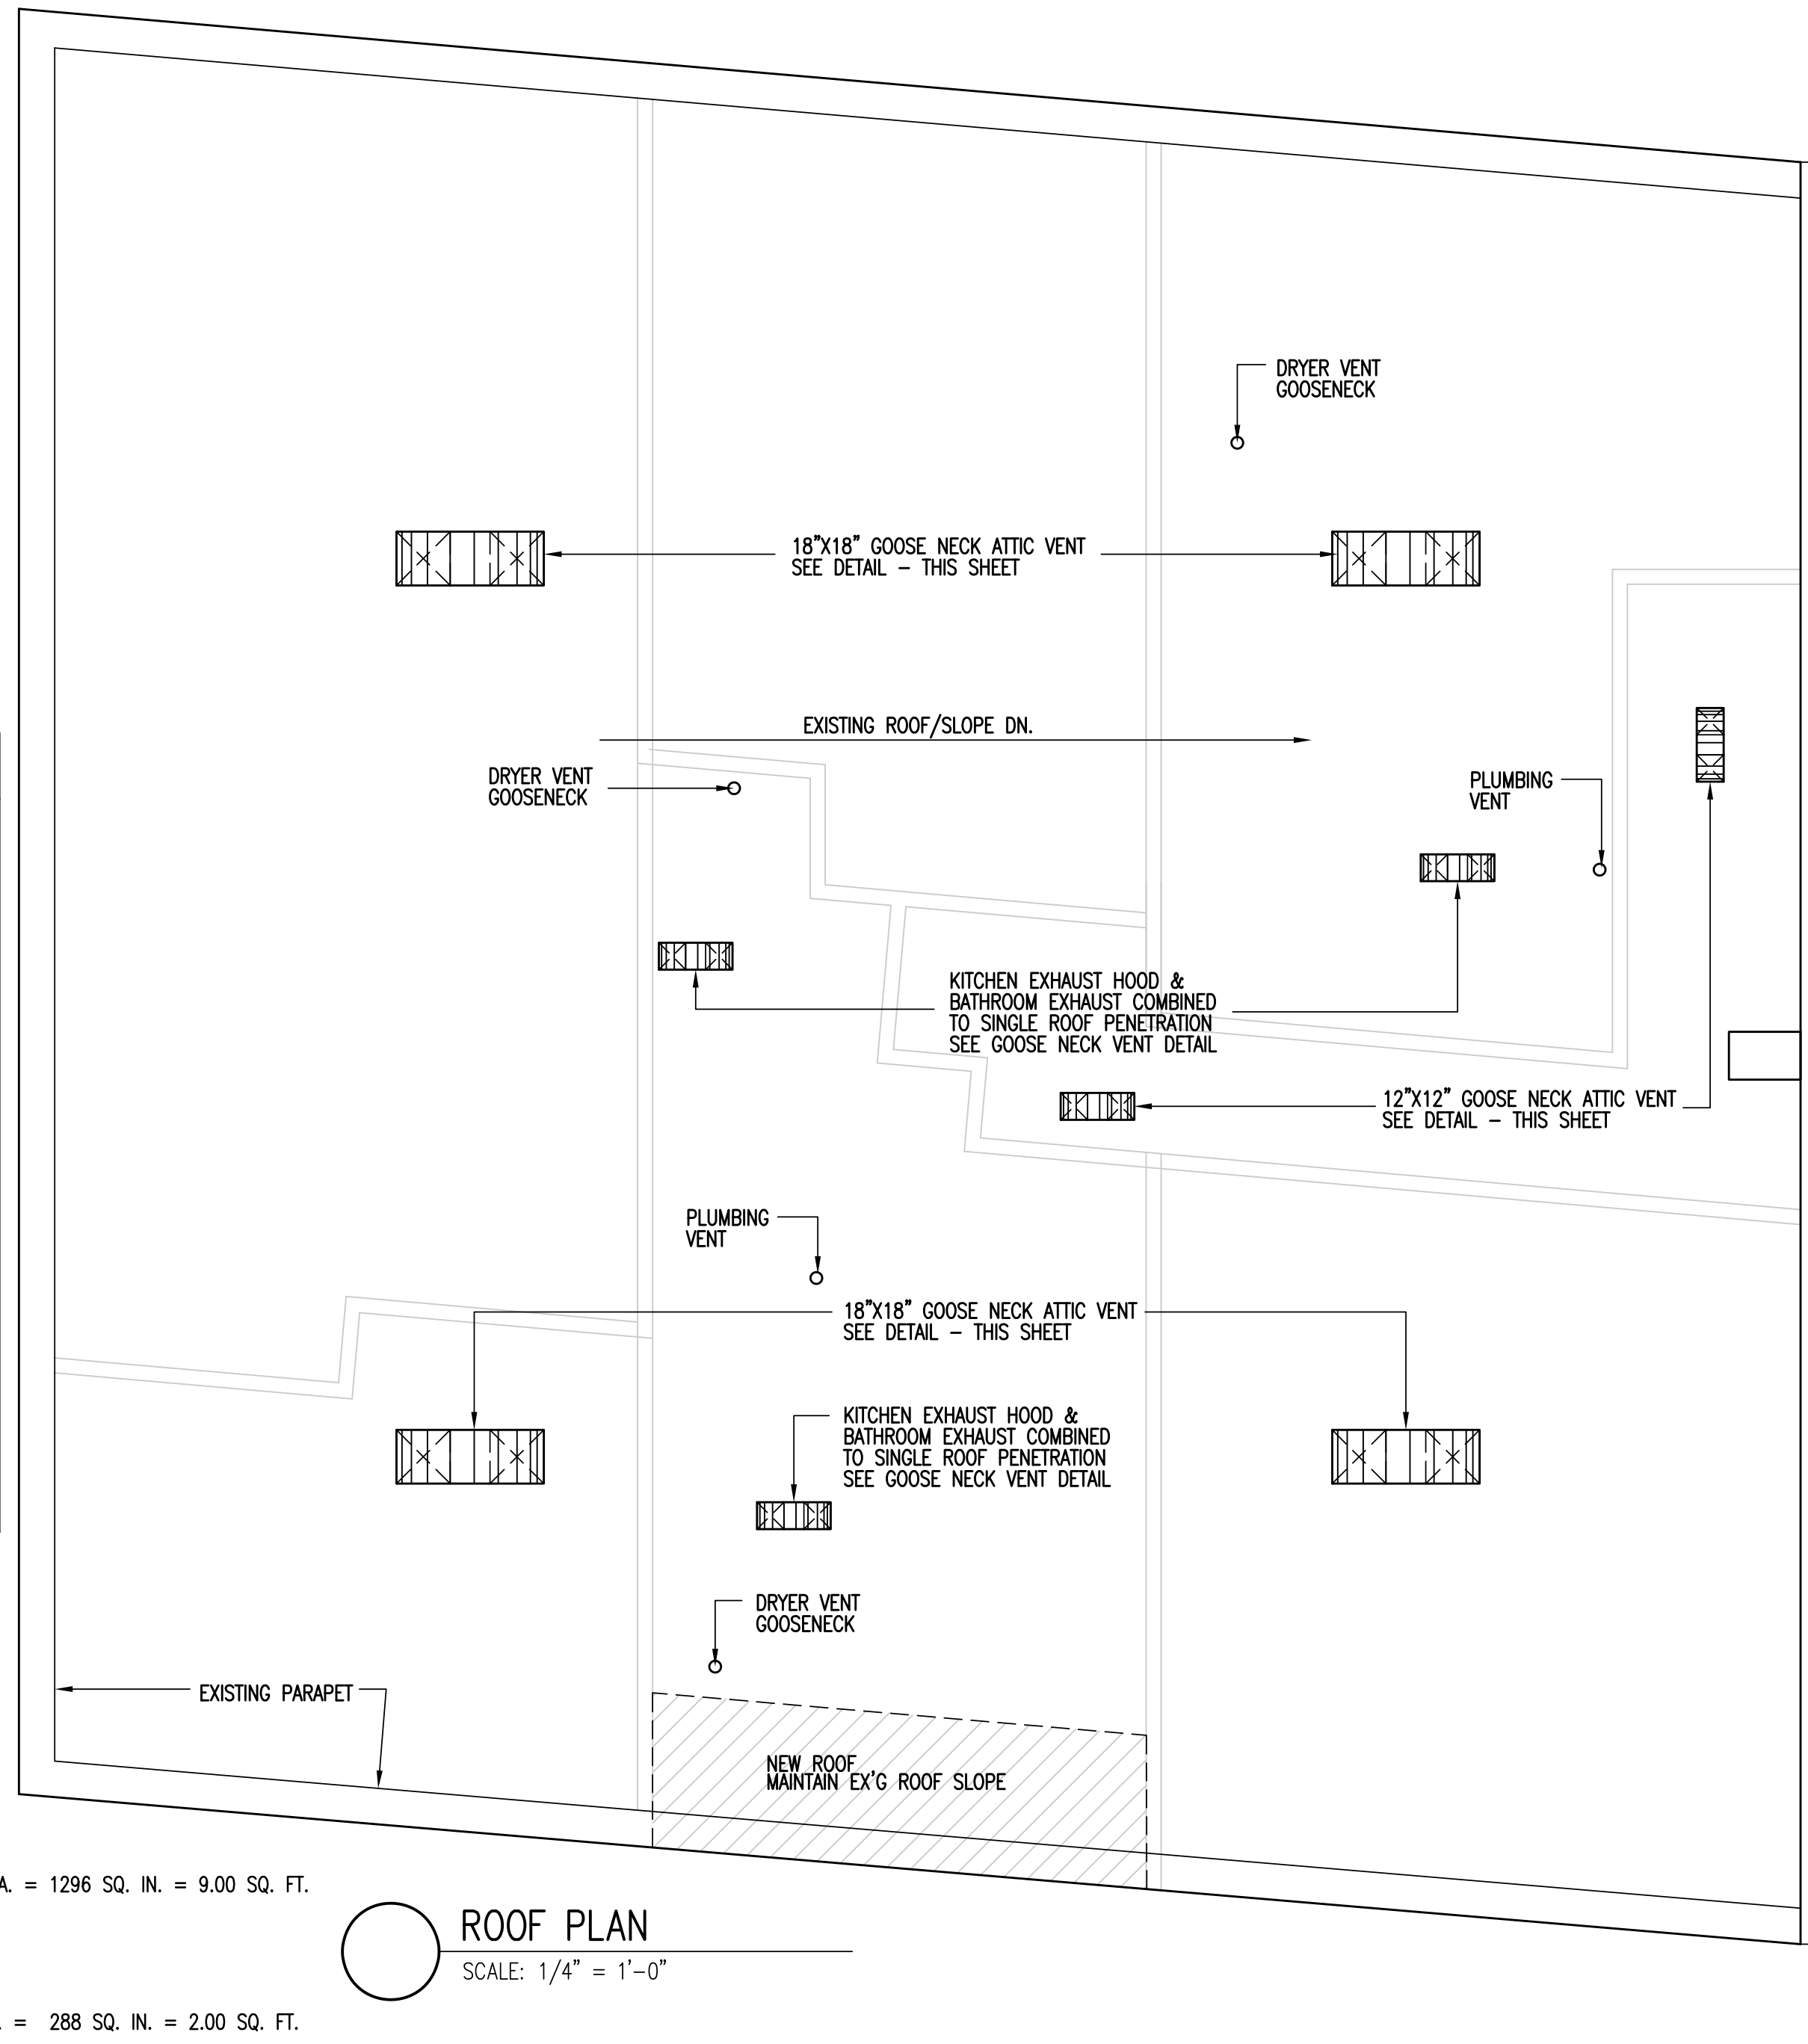 DRYER VENT
GOOSENECK
18"X18" GOOSE NECK ATTIC VENT
SEE DETAIL - THIS SHEET
EXISTING ROOF/SLOPE DN.
DRYER VENT
GOOSENECK
PLUMBING
VENT
KITCHEN EXHAUST HOOD &
BATHROOM EXHAUST COMBINED
TO SINGLE ROOF PENETRATION
SEE GOOSE NECK VENT DETAIL
12"X12" GOOSE NECK ATTIC VENT
SEE DETAIL - THIS SHEET
PLUMBING
VENT
18"X18" GOOSE NECK ATTIC VENT
SEE DETAIL - THIS SHEET
KITCHEN EXHAUST HOOD &
BATHROOM EXHAUST COMBINED
TO SINGLE ROOF PENETRATION
SEE GOOSE NECK VENT DETAIL
DRYER VENT
GOOSENECK
EXISTING PARAPET
NEW ROOF
MAINTAIN EX'G ROOF SLOPE
A. = 1296 SQ. IN. = 9.00 SQ. FT.
ROOF PLAN
SCALE: 1/4" = 1'-0"
. = 288 SQ. IN. = 2.00 SQ. FT.